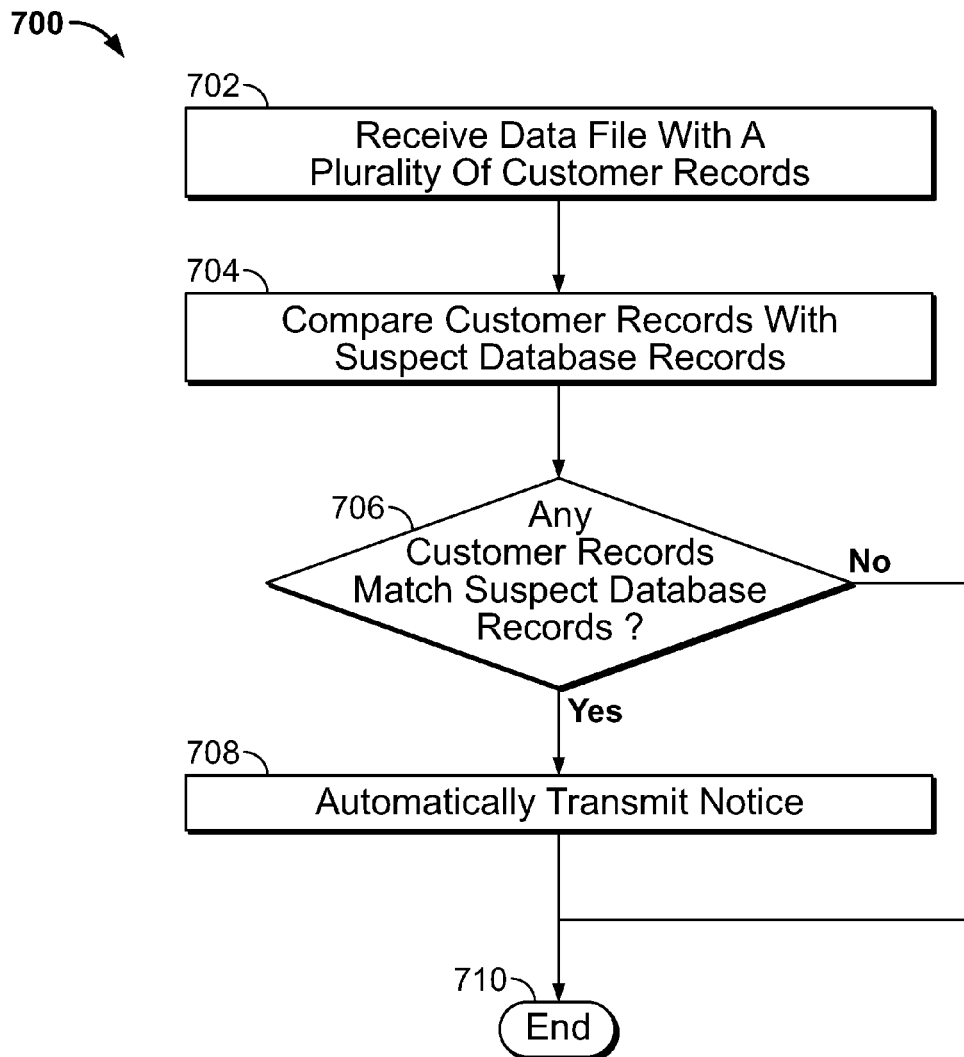 700
702
Receive Data File With A
Plurality Of Customer Records
704
Compare Customer Records With
Suspect Database Records
706
Any
Customer Records
Match Suspect Database
Records ?
No
Yes
708
Automatically Transmit Notice
710
End